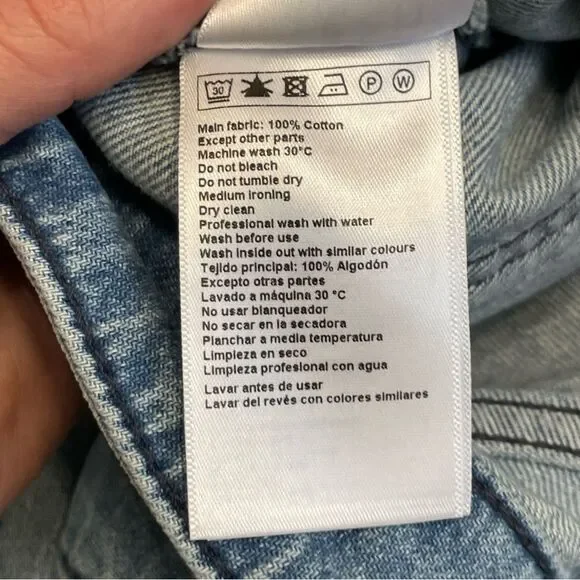 30 P W
Main fabric: 100% Cotton
Except other parts
Machine wash 30°C
Do not bleach
Do not tumble dry
Medium ironing
Dry clean
Professional wash with water
Wash before use
Wash inside out with similar colours
Tejido principal: 100% Algodón
Excepto otras partes
Lavado a máquina 30 °C
No usar blanqueador
No secar en la secadora
Planchar a media temperatura
Limpieza en seco
Limpieza profesional con agua
Lavar antes de usar
Lavar del revés con colores similares